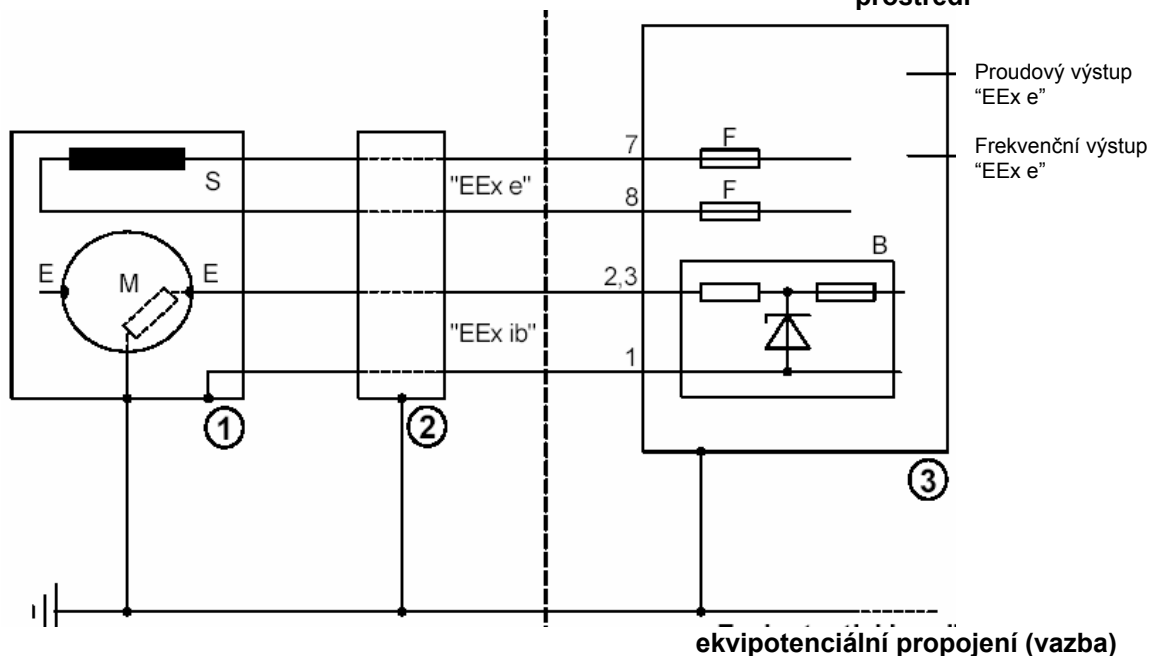 prostředí
Proudový výstup
“EEx e”
Frekvenční výstup
“EEx e”
7
F
S
"EEx e"
8
F
B
E
M
E
2,3
"EEx ib"
1
1
2
3
ekvipotenciální propojení (vazba)